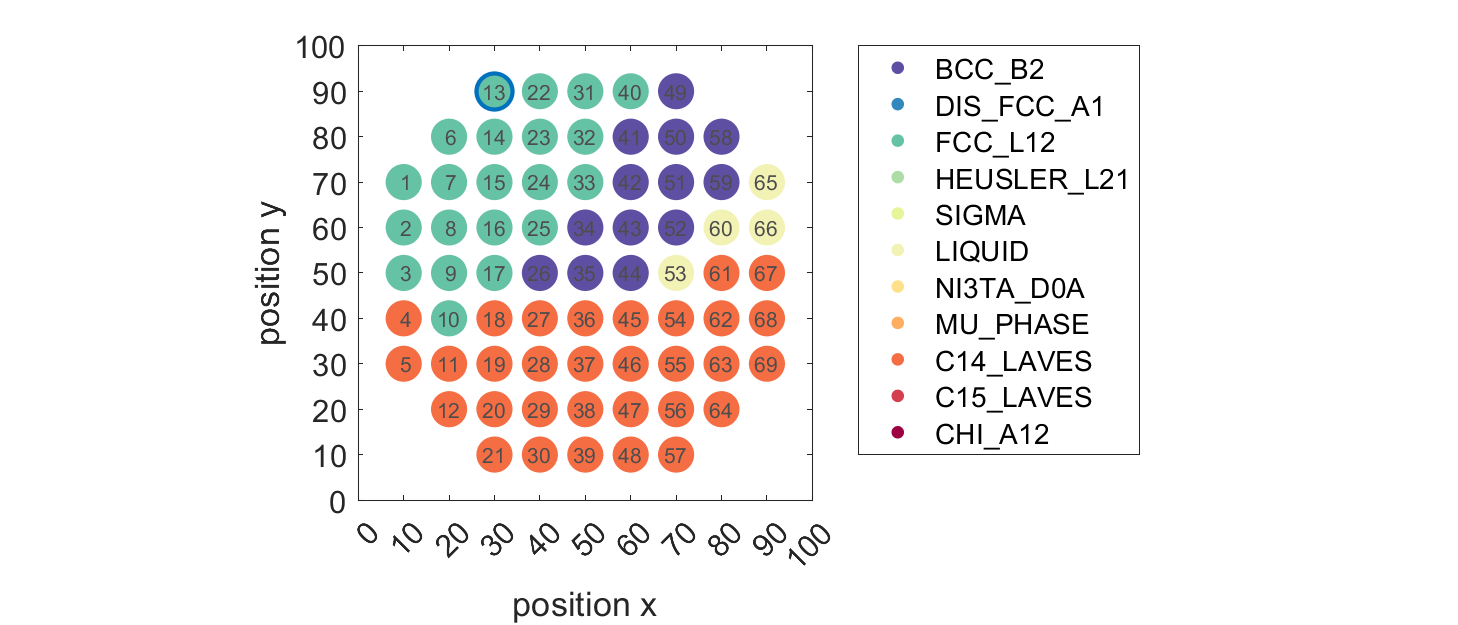 100
90
80
70
60
50
40
30
20
10
0
position y
13 22 31 40 49
6 14 23 32 41 50 58
1 7 15 24 33 42 51 59 65
2 8 16 25 34 43 52 60 66
3 9 17 26 35 44 53 61 67
4 10 18 27 36 45 54 62 68
5 11 19 28 37 46 55 63 69
12 20 29 38 47 56 64
21 30 39 48 57
0 10 20 30 40 50 60 70 80 90 100
position x
BCC_B2
DIS_FCC_A1
FCC_L12
HEUSLER_L21
SIGMA
LIQUID
NI3TA_D0A
MU_PHASE
C14_LAVES
C15_LAVES
CHI_A12